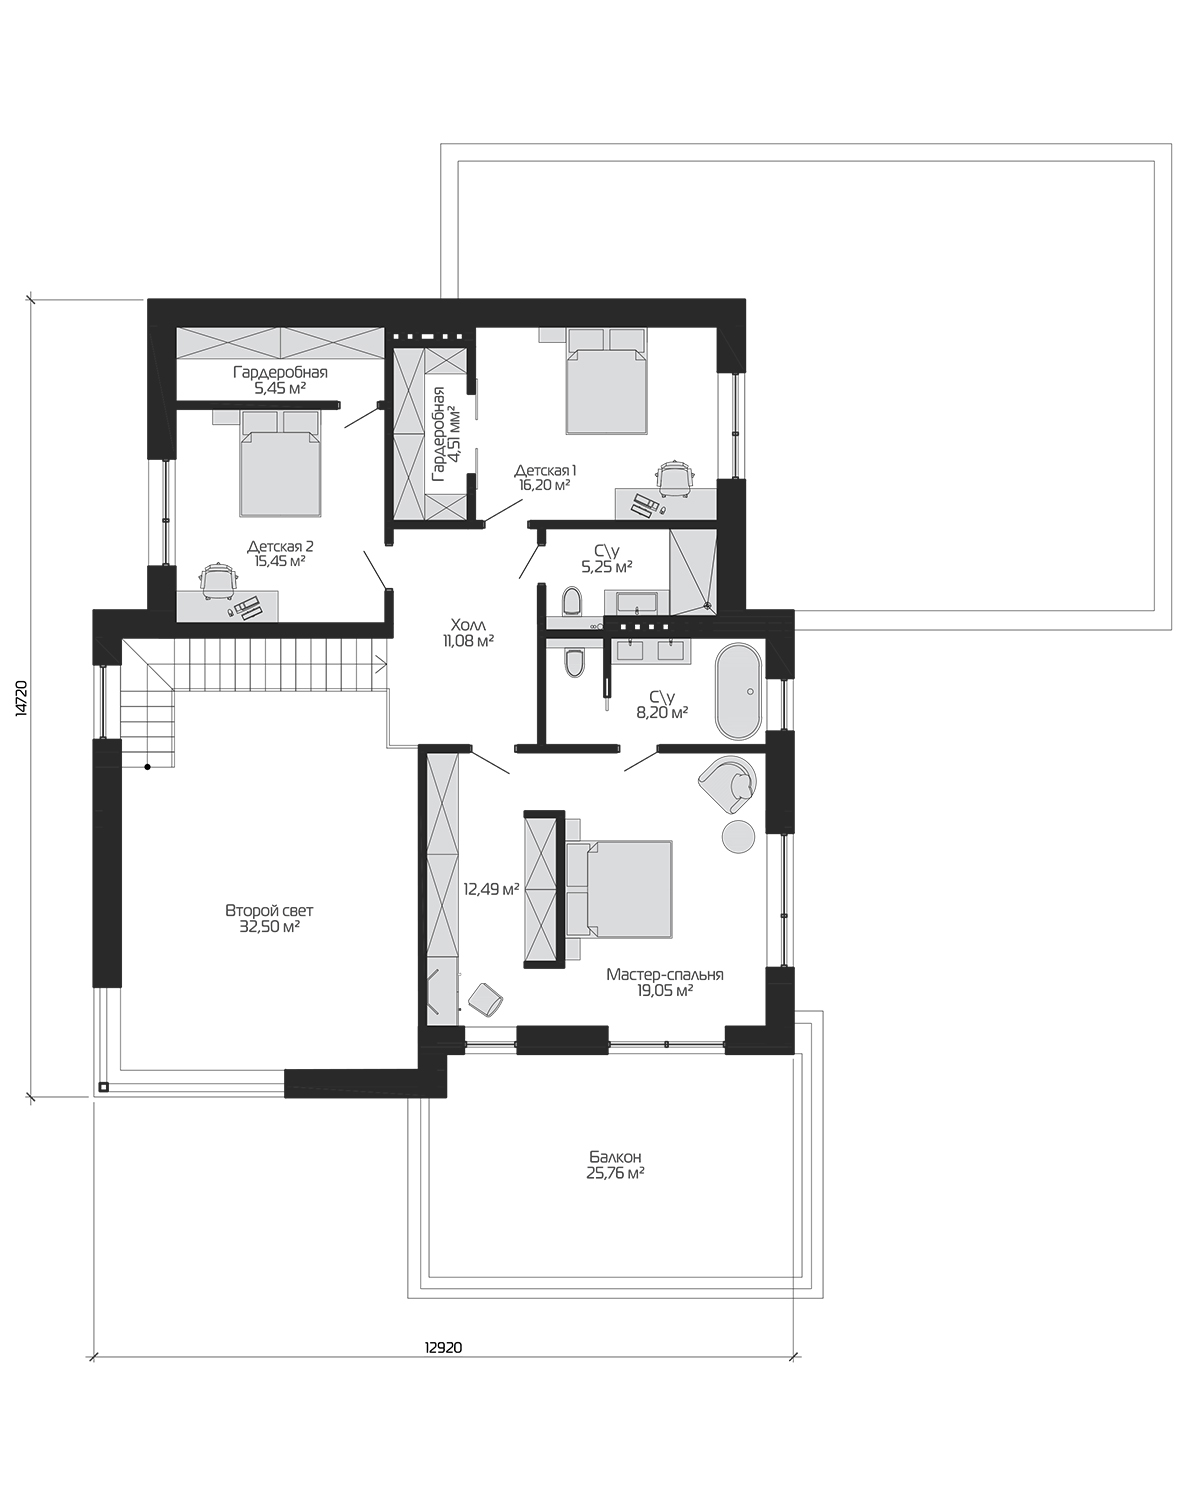 Гардеробная
5,45 м²
Гардеробная
4,51 мм²
Детская 1
16,20 м²
Детская 2
15,45 м²
С\у
5,25 м²
Холл
11,08 м²
С\у
8,20 м²
14720
12,49 м²
Второй свет
32,50 м²
Мастер-спальня
19,05 м²
Балкон
25,76 м²
12920